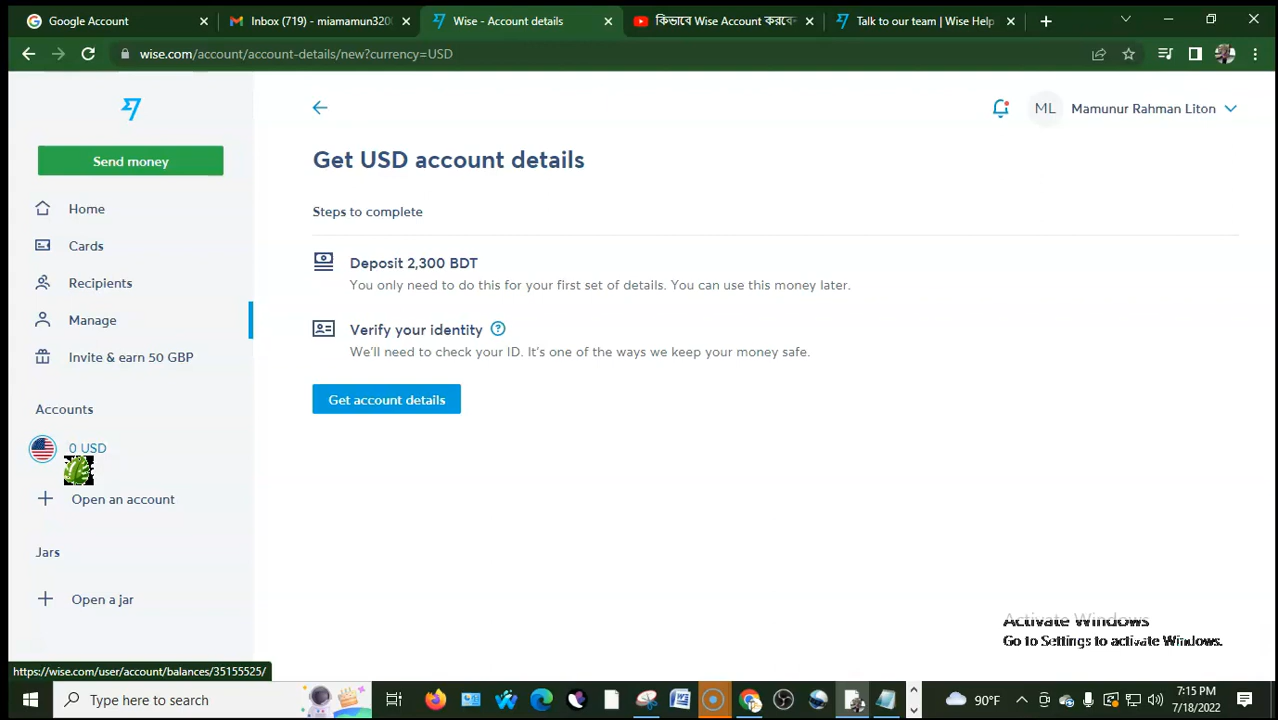 Google Account
Inbox (719) - miamamun320
Wise - Account details
কিভাবে Wise Account করবেন
Talk to our team | Wise Help
wise.com/account/account-details/new?currency=USD
ML Mamunur Rahman Liton
Send money
Get USD account details
Home
Steps to complete
Cards
Deposit 2,300 BDT
Recipients
You only need to do this for your first set of details. You can use this money later.
Manage
Verify your identity ?
Invite & earn 50 GBP
We'll need to check your ID. It's one of the ways we keep your money safe.
Accounts
Get account details
0 USD
Open an account
Jars
Open a jar
Activate Windows
Go to Settings to activate Windows.
https://wise.com/user/account/balances/35155525/
Type here to search
90°F
7:15 PM
7/18/2022